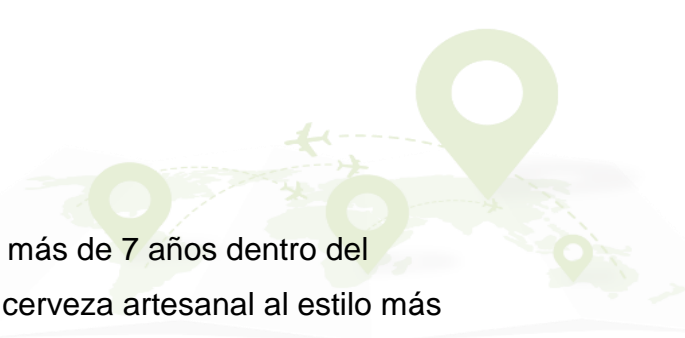 más de 7 años dentro del
cerveza artesanal al estilo más